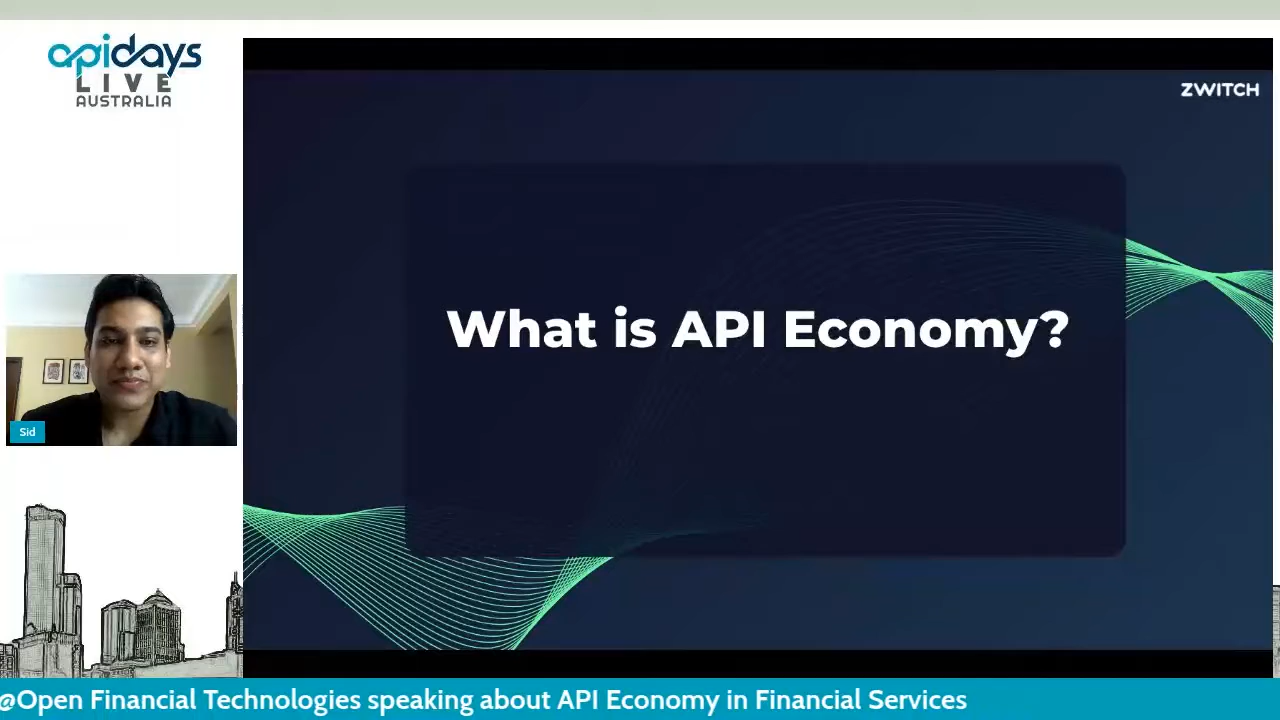 apidays
LIVE
AUSTRALIA
ZWITCH
What is API Economy?
Sid
@Open Financial Technologies speaking about API Economy in Financial Services